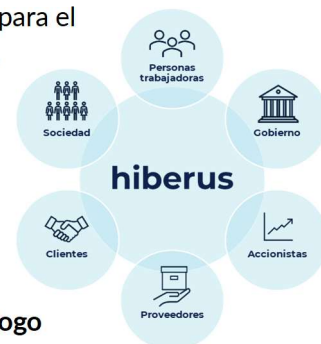 para el
Personas
trabajadoras
Sociedad
Gobierno
hiberus
Clientes
Accionistas
Proveedores
ogo